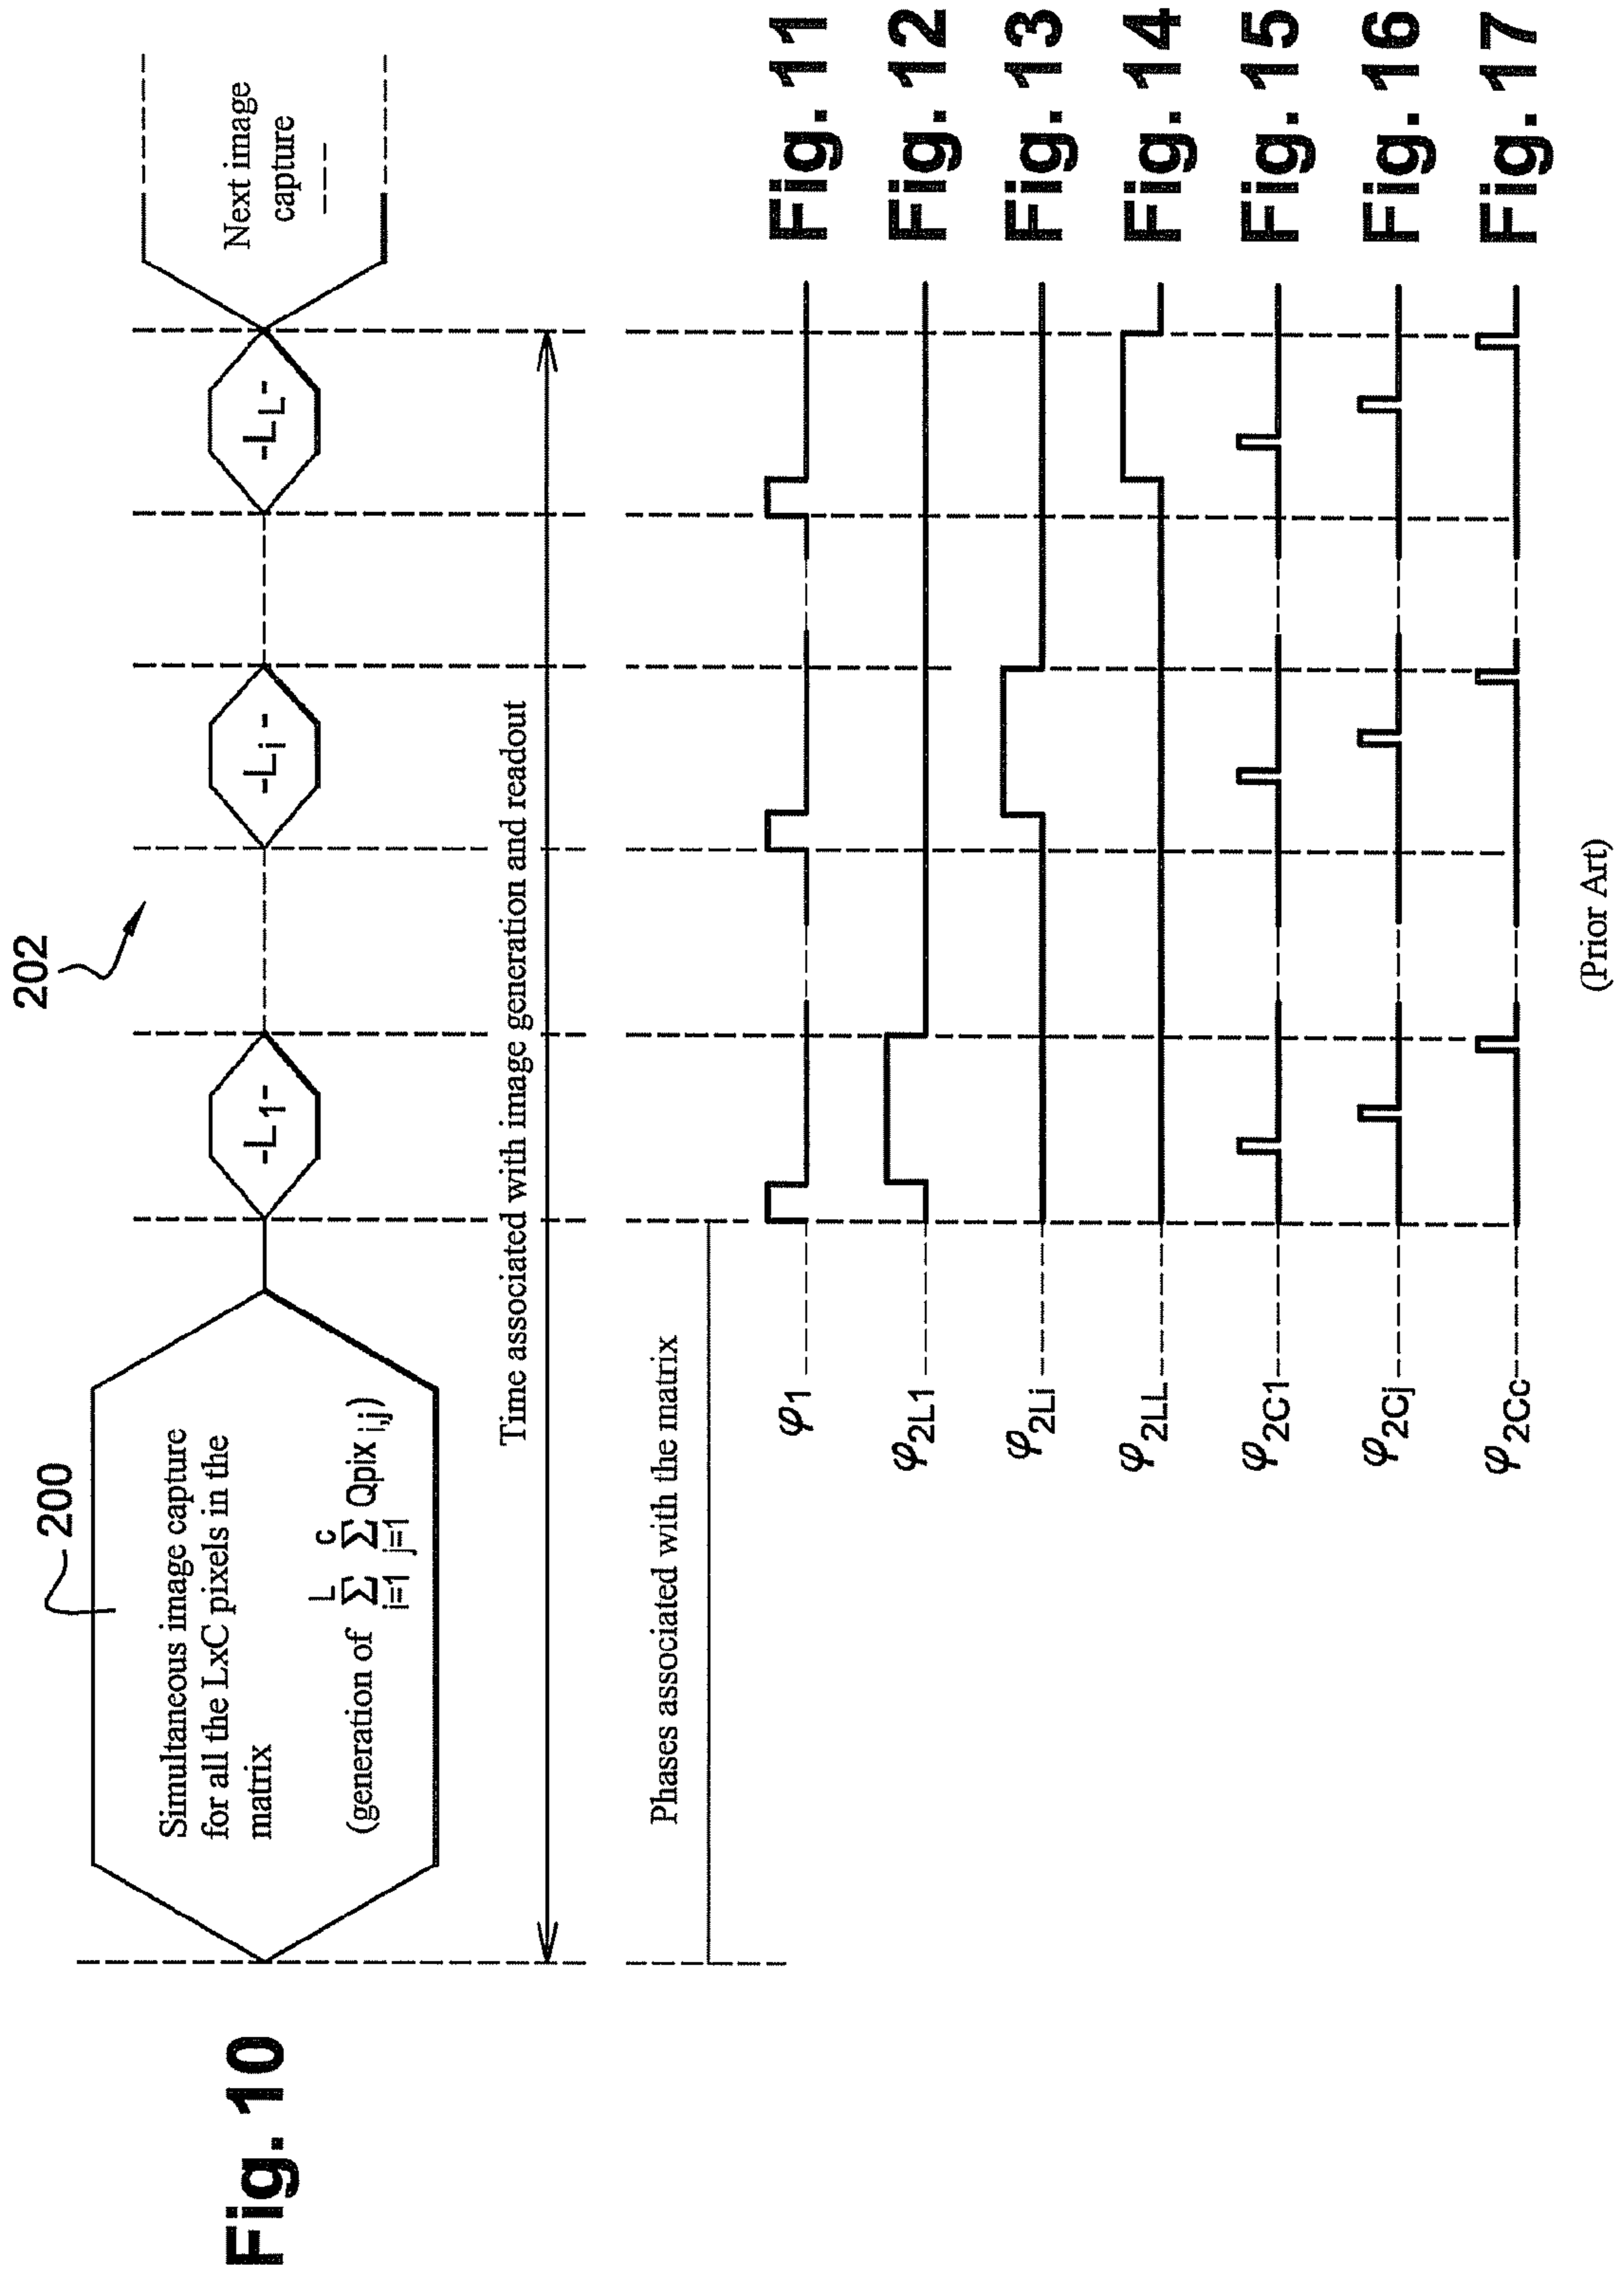 Fig. 10
200
Simultaneous image capture
for all the LxC pixels in the
matrix
(generation of
L
Σ
i=1
c
Σ
j=1
Qpix i,j)
202
-L1-
-Li-
-LL-
Next image
capture
Time associated with image generation and readout
Phases associated with the matrix
φ1
Fig. 11
φ2L1
Fig. 12
φ2Li
Fig. 13
φ2LL
Fig. 14
φ2C1
Fig. 15
φ2Cj
Fig. 16
φ2Cc
Fig. 17
(Prior Art)